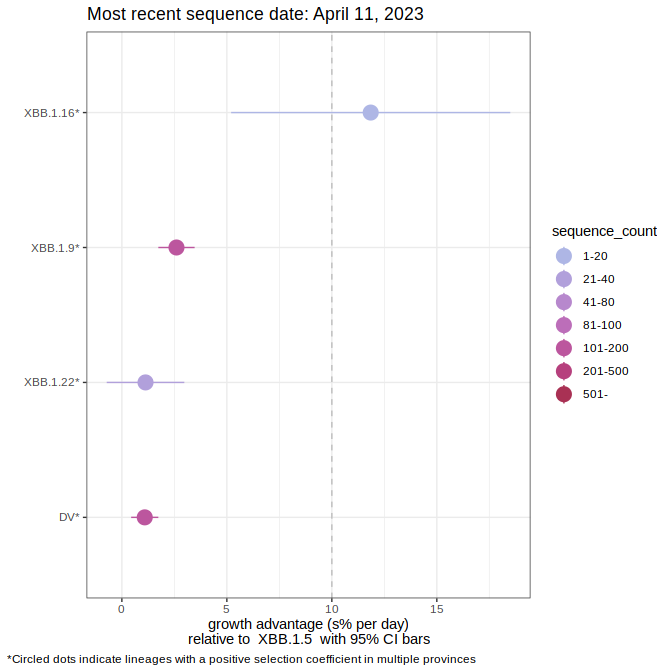 Most recent sequence date: April 11, 2023
XBB.1.16*
XBB.1.9*
XBB.1.22*
DV*
0 5 10 15
growth advantage (s% per day)
relative to  XBB.1.5  with 95% CI bars
*Circled dots indicate lineages with a positive selection coefficient in multiple provinces
sequence_count
1-20
21-40
41-80
81-100
101-200
201-500
501-